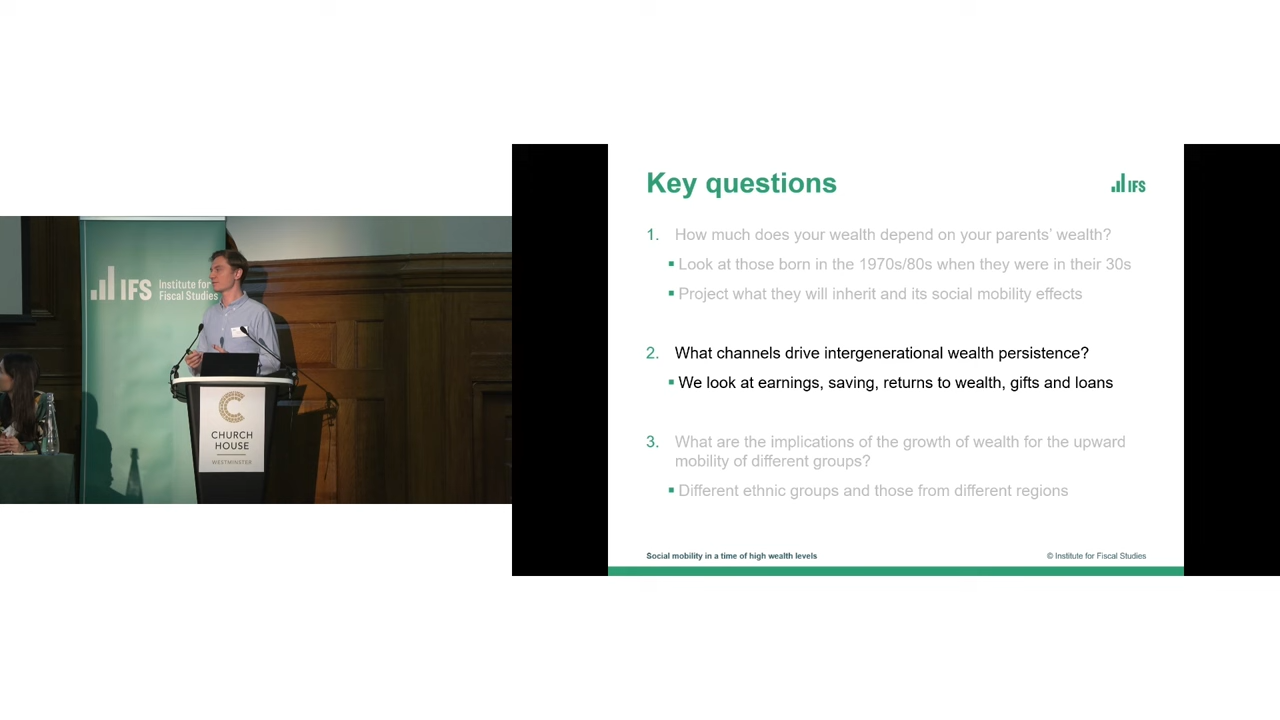 IFS
Institute for
Fiscal Studies
CHURCH
HOUSE
WESTMINSTER
Key questions
IFS
1. How much does your wealth depend on your parents' wealth?
▪ Look at those born in the 1970s/80s when they were in their 30s
▪ Project what they will inherit and its social mobility effects
2. What channels drive intergenerational wealth persistence?
▪ We look at earnings, saving, returns to wealth, gifts and loans
3. What are the implications of the growth of wealth for the upward
mobility of different groups?
▪ Different ethnic groups and those from different regions
Social mobility in a time of high wealth levels
© Institute for Fiscal Studies